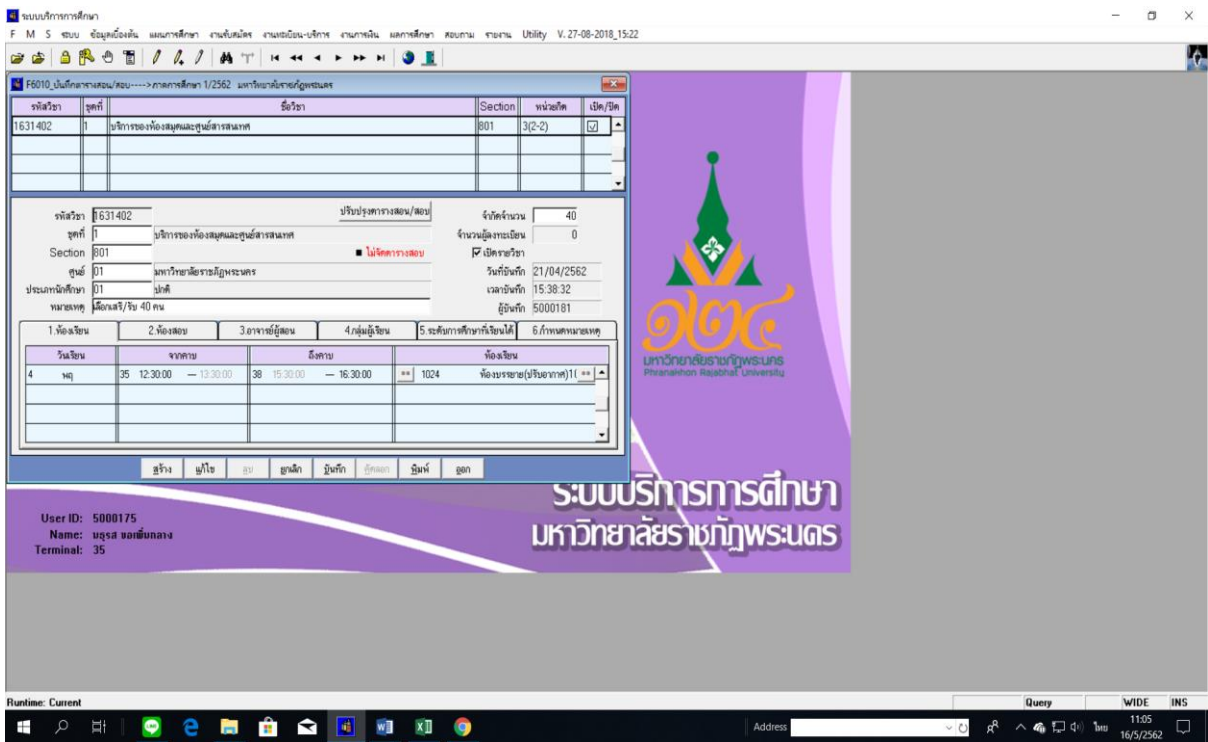 ระบบบริการการศึกษา
F M S ระบบ ข้อมูลเบื้องต้น แผนการศึกษา งานรับสมัคร งานทะเบียน-บริการ งานการเงิน ผลการศึกษา สอบถาม รายงาน Utility V. 27-08-2018_15:22
F6010_บันทึกตารางสอน/สอบ---->ภาคการศึกษา 1/2562 มหาวิทยาลัยราชภัฏพระนคร
รหัสวิชา ชุดที่ ชื่อวิชา Section หน่วยกิต เปิด/ปิด
1631402 1 บริการของห้องสมุดและศูนย์สารสนเทศ 801 3(2-2)
รหัสวิชา 1631402 ปรับปรุงตารางสอน/สอบ จำกัดจำนวน 40
ชุดที่ 1 บริการของห้องสมุดและศูนย์สารสนเทศ จำนวนผู้ลงทะเบียน 0
Section 801 ไม่จัดตารางสอบ เปิดรายวิชา
ศูนย์ 01 มหาวิทยาลัยราชภัฏพระนคร วันที่บันทึก 21/04/2562
ประเภทนักศึกษา 01 ปกติ เวลาบันทึก 15:38:32
หมายเหตุ เลือกเสรี/รับ 40 คน ผู้บันทึก 5000181
1.ห้องเรียน 2.ห้องสอบ 3.อาจารย์ผู้สอน 4.กลุ่มผู้เรียน 5.ระดับการศึกษาที่เรียนได้ 6.กำหนดหมายเหตุ
วันเรียน จากคาบ ถึงคาบ ห้องเรียน
4 พฤ 35 12:30:00 — 13:30:00 38 15:30:00 — 16:30:00 ** 1024 ห้องบรรยาย(ปรับอากาศ)1( **
สร้าง แก้ไข ลบ ยกเลิก บันทึก คัดลอก พิมพ์ ออก
๑๒๔
มหาวิทยาลัยราชภัฏพระนคร
Phranakhon Rajabhat University
ระบบบริการการศึกษา
มหาวิทยาลัยราชภัฏพระนคร
User ID: 5000175
Name: มธุรส
Terminal: 35
Runtime: Current Query WIDE INS
Address ไทย 11:05
16/5/2562